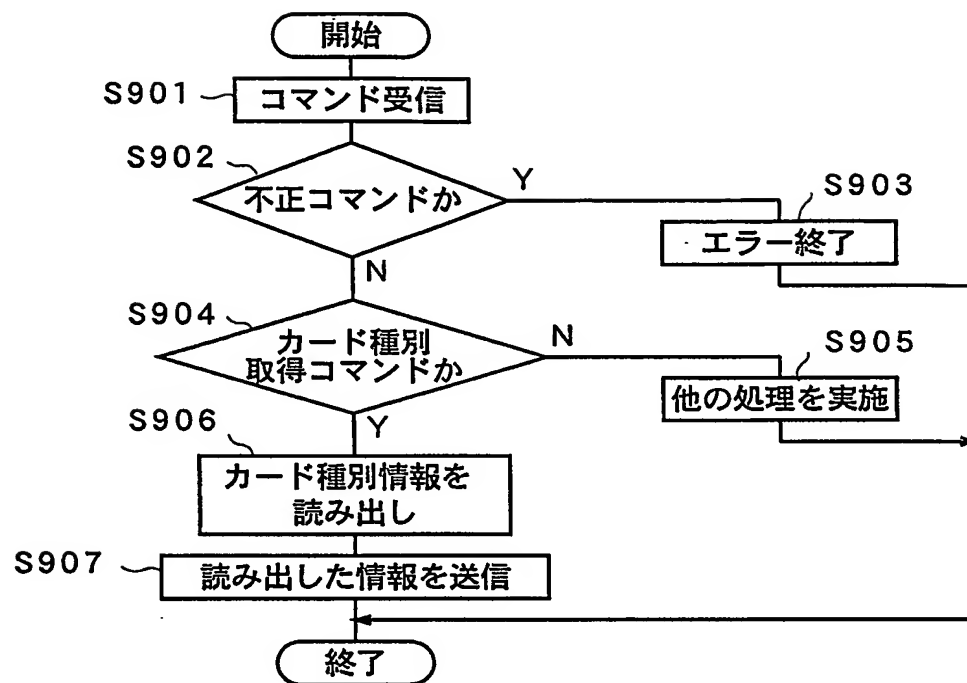 開始
S901
コマンド受信
S902
不正コマンドか
Y
S903
エラー終了
N
S904
カード種別
取得コマンドか
N
S905
他の処理を実施
Y
S906
カード種別情報を
読み出し
S907
読み出した情報を送信
終了